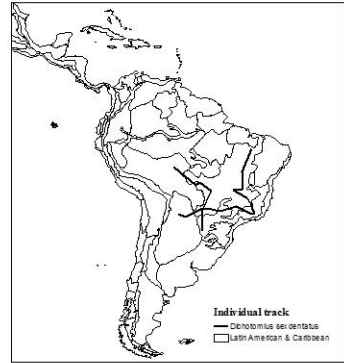 Individual track
Dichotomius sexdentatus
Latin American & Caribbean